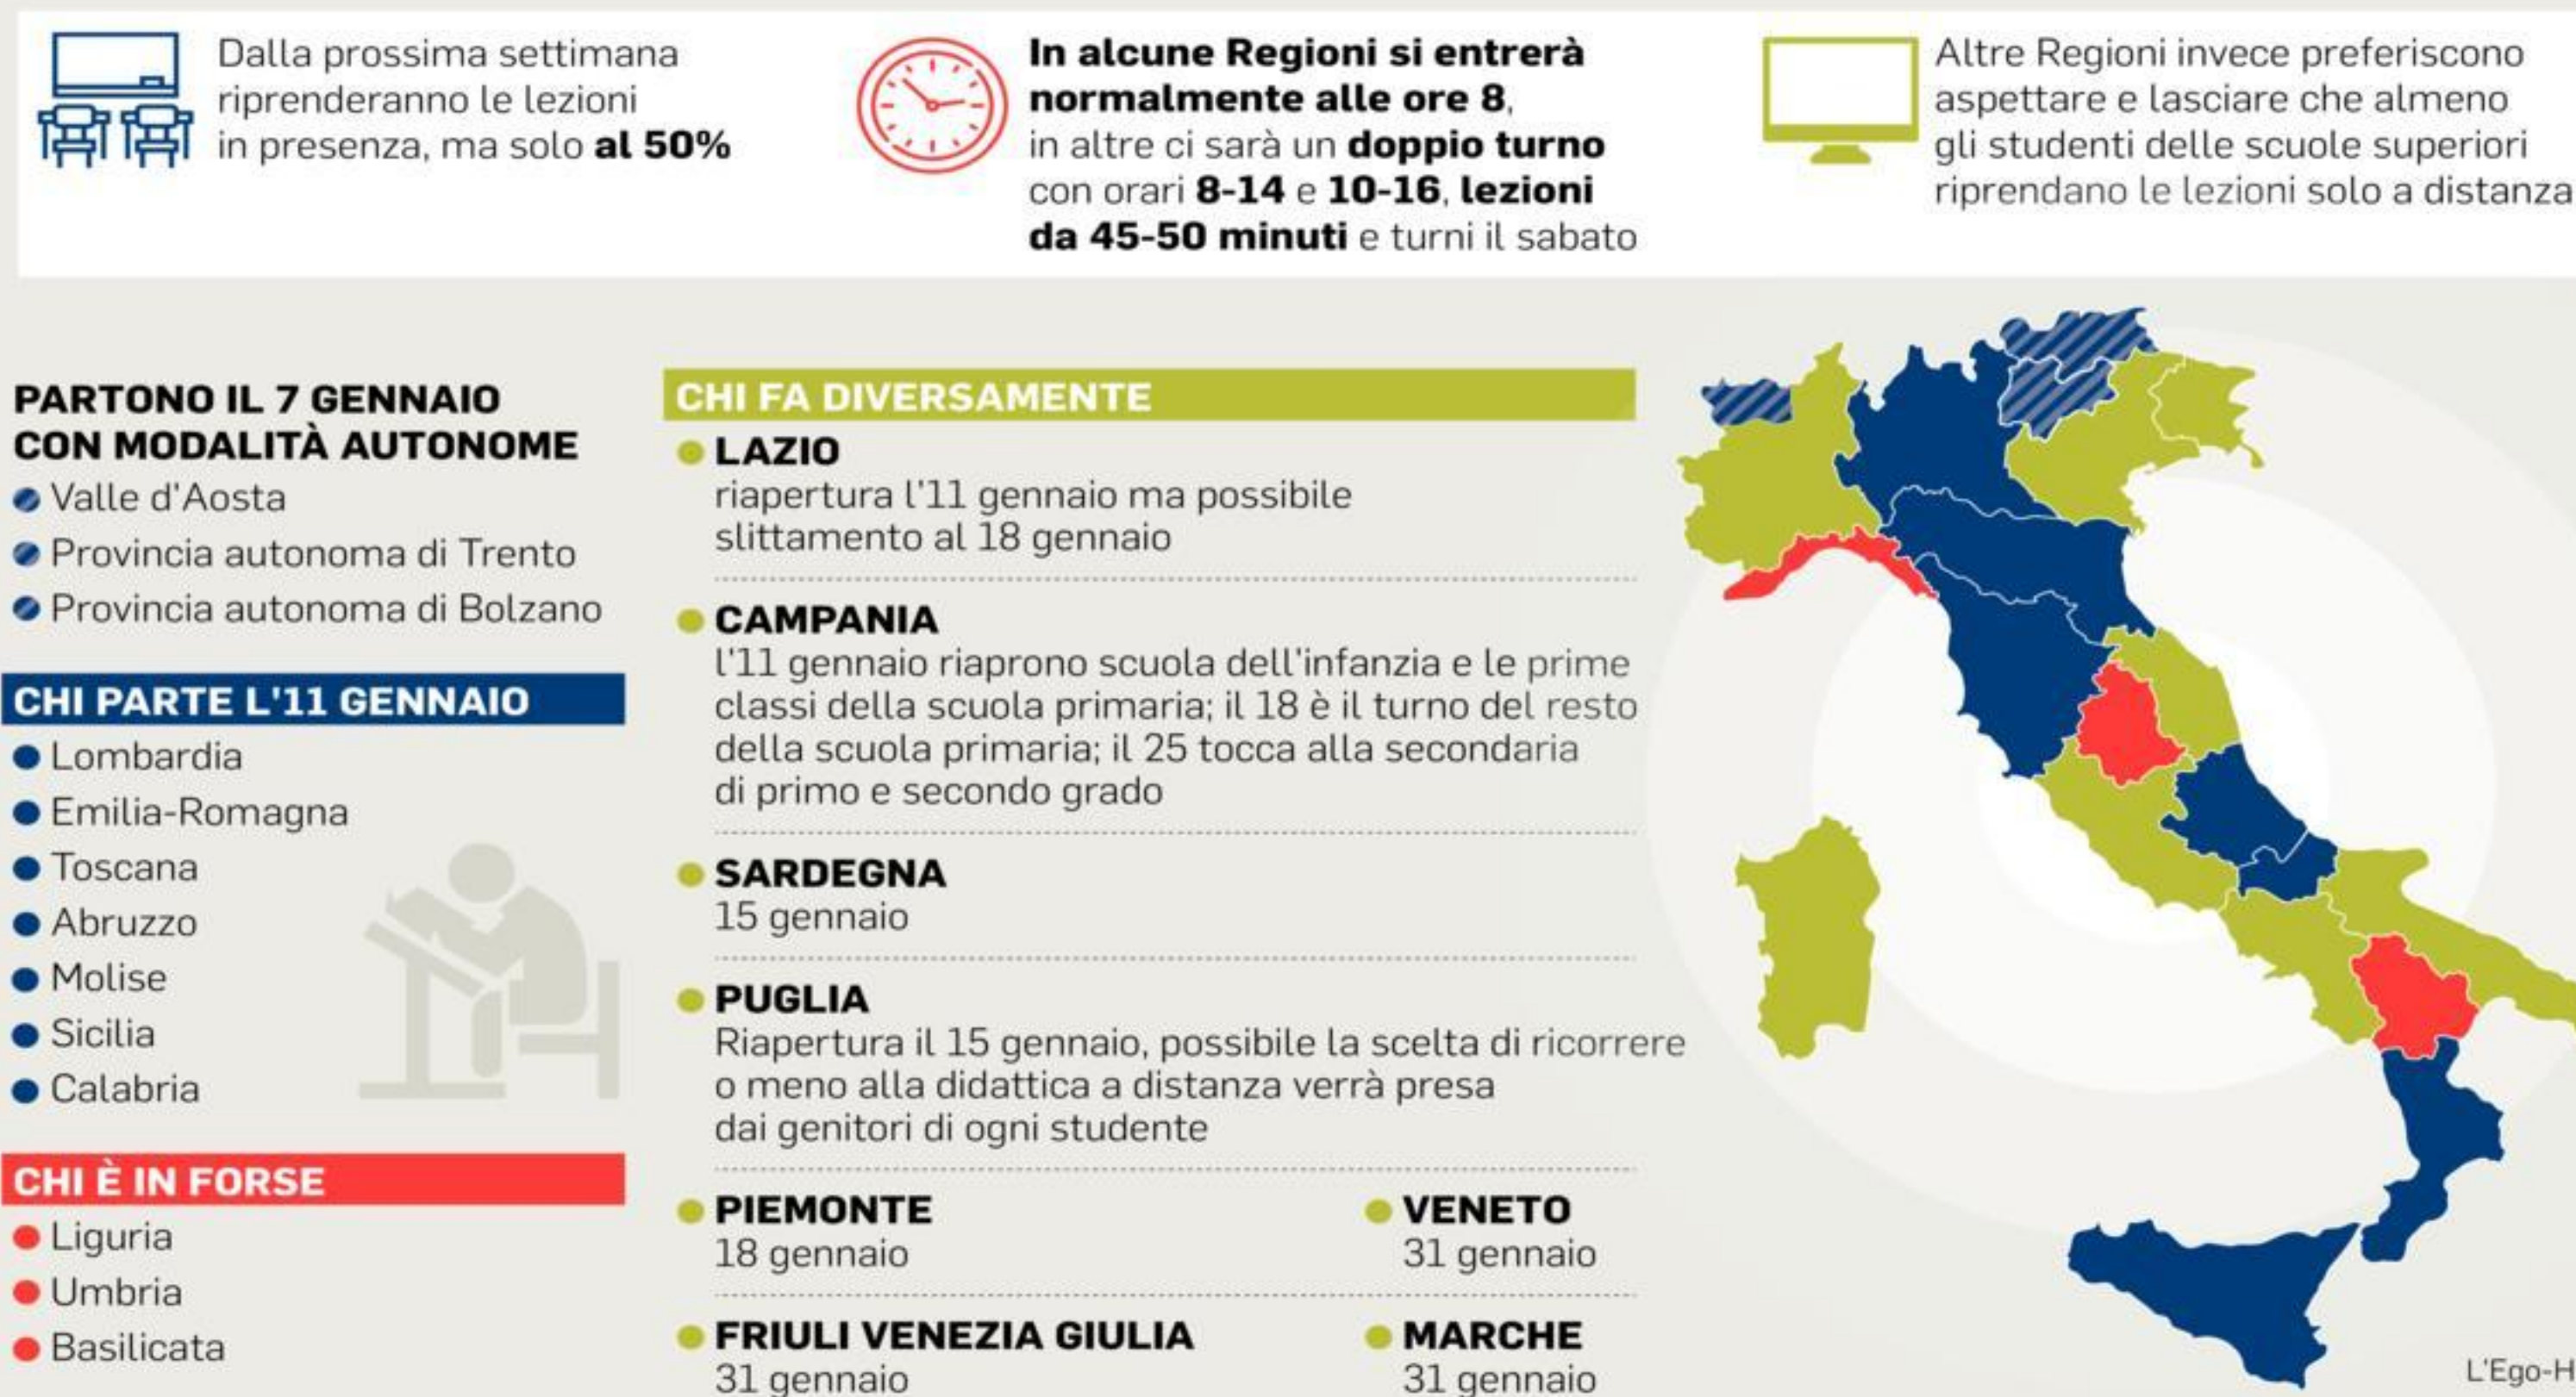 Dalla prossima settimana
riprenderanno le lezioni
in presenza, ma solo al 50%
In alcune Regioni si entrerà
normalmente alle ore 8,
in altre ci sarà un doppio turno
con orari 8-14 e 10-16, lezioni
da 45-50 minuti e turni il sabato
Altre Regioni invece preferiscono
aspettare e lasciare che almeno
gli studenti delle scuole superiori
riprendano le lezioni solo a distanza
PARTONO IL 7 GENNAIO
CON MODALITÀ AUTONOME
Valle d'Aosta
Provincia autonoma di Trento
Provincia autonoma di Bolzano
CHI PARTE L'11 GENNAIO
Lombardia
Emilia-Romagna
Toscana
Abruzzo
Molise
Sicilia
Calabria
CHI È IN FORSE
Liguria
Umbria
Basilicata
CHI FA DIVERSAMENTE
LAZIO
riapertura l'11 gennaio ma possibile
slittamento al 18 gennaio
CAMPANIA
l'11 gennaio riaprono scuola dell'infanzia e le prime
classi della scuola primaria; il 18 è il turno del resto
della scuola primaria; il 25 tocca alla secondaria
di primo e secondo grado
SARDEGNA
15 gennaio
PUGLIA
Riapertura il 15 gennaio, possibile la scelta di ricorrere
o meno alla didattica a distanza verrà presa
dai genitori di ogni studente
PIEMONTE
18 gennaio
VENETO
31 gennaio
FRIULI VENEZIA GIULIA
31 gennaio
MARCHE
31 gennaio
L'Ego-H